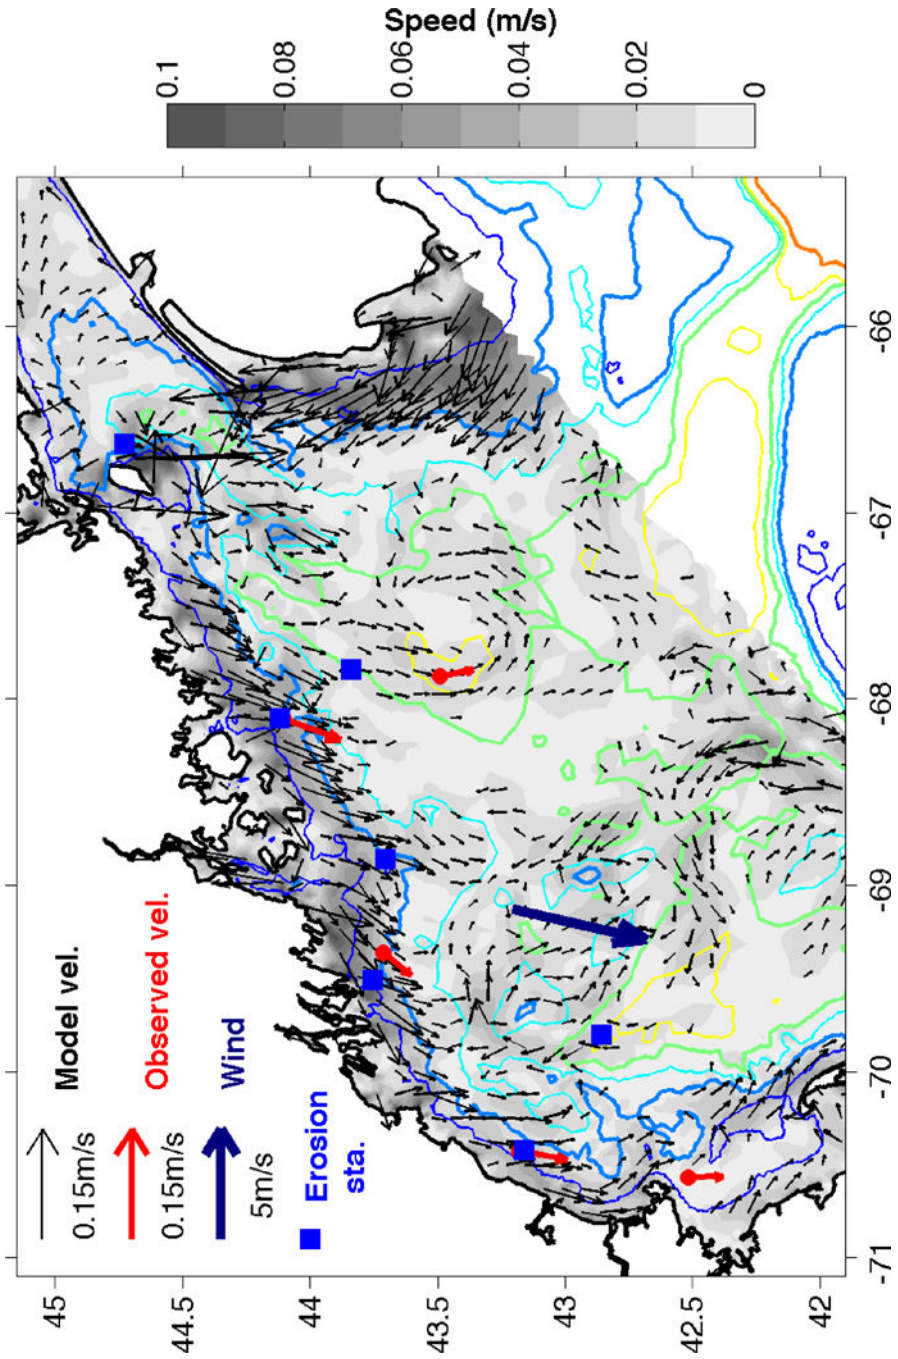 Speed (m/s)
0.1
0.08
0.06
0.04
0.02
0
45
44.5
44
43.5
43
42.5
42
-66
-67
-68
-69
-70
-71
Model vel.
0.15m/s
Observed vel.
0.15m/s
Wind
5m/s
Erosion
sta.